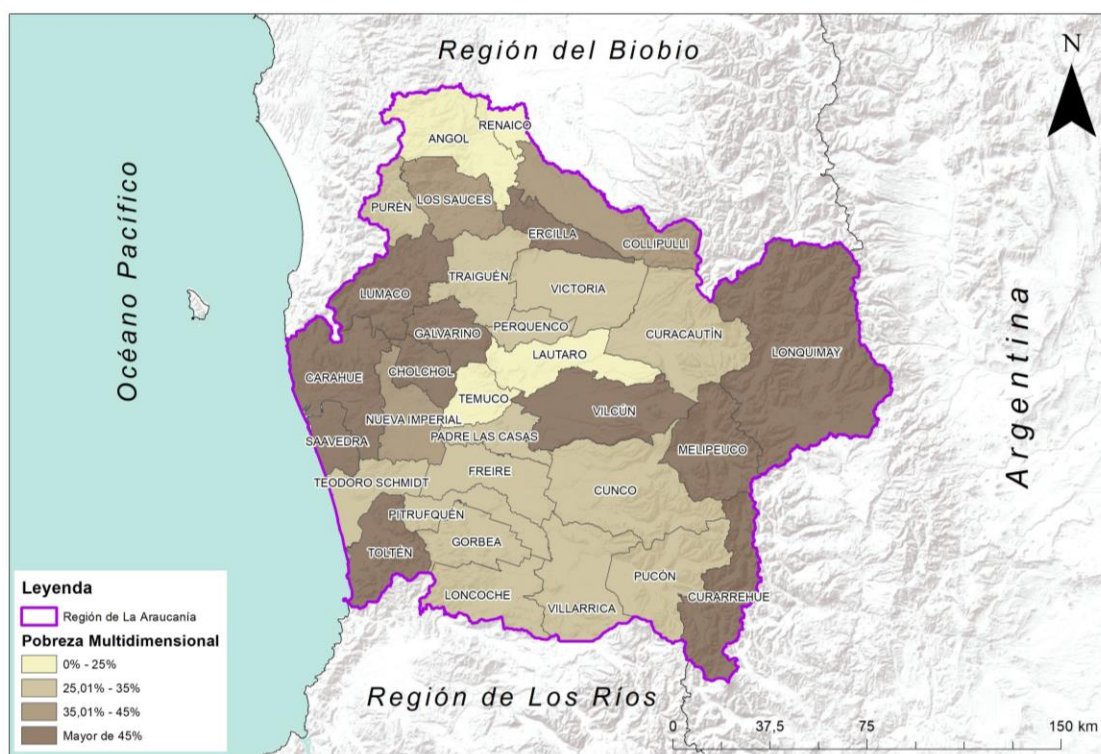 Región del Biobio
N
RENAICO
ANGOL
LOS SAUCES
PURÉN
ERCILLA
COLLIPULLI
TRAIGUÉN
VICTORIA
LUMACO
PERQUENCO
GALVARINO
CURACAUTÍN
LONQUIMAY
LAUTARO
CHOLCHOL
CARAHUE
TEMUCO
VILCÚN
NUEVA IMPERIAL
PADRE LAS CASAS
SAAVEDRA
MELIPEUCO
FREIRE
TEODORO SCHMIDT
CUNCO
PITRUFQUÉN
GORBEA
TOLTÉN
PUCÓN
LONCOCHE
CURARREHUE
VILLARRICA
Océano Pacífico
Argentina
Región de Los Ríos
Leyenda
Región de La Araucanía
Pobreza Multidimensional
0% - 25%
25,01% - 35%
35,01% - 45%
Mayor de 45%
0 37,5 75 150 km